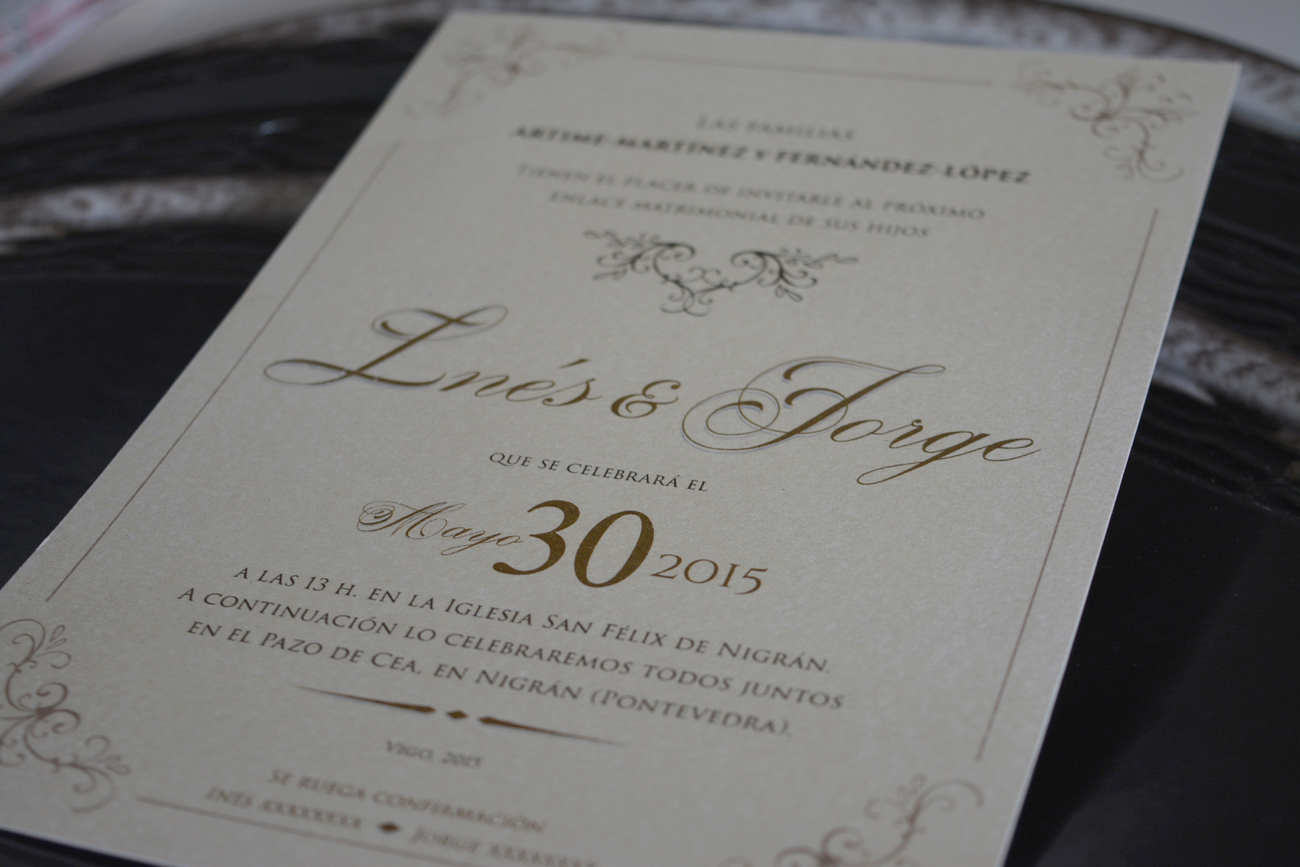 Las familias
Artime-Martínez y Fernández-López
Tienen el placer de invitarle al próximo
enlace matrimonial de sus hijos
Inés & Jorge
que se celebrará el
Mayo 30 2015
a las 13 h. en la Iglesia San Félix de Nigrán.
A continuación lo celebraremos todos juntos
en el Pazo de Cea, en Nigrán (Pontevedra).
Vigo, 2015
Se ruega confirmación:
Inés xxxxxxxxx ◆ Jorge xxxxxxxxx